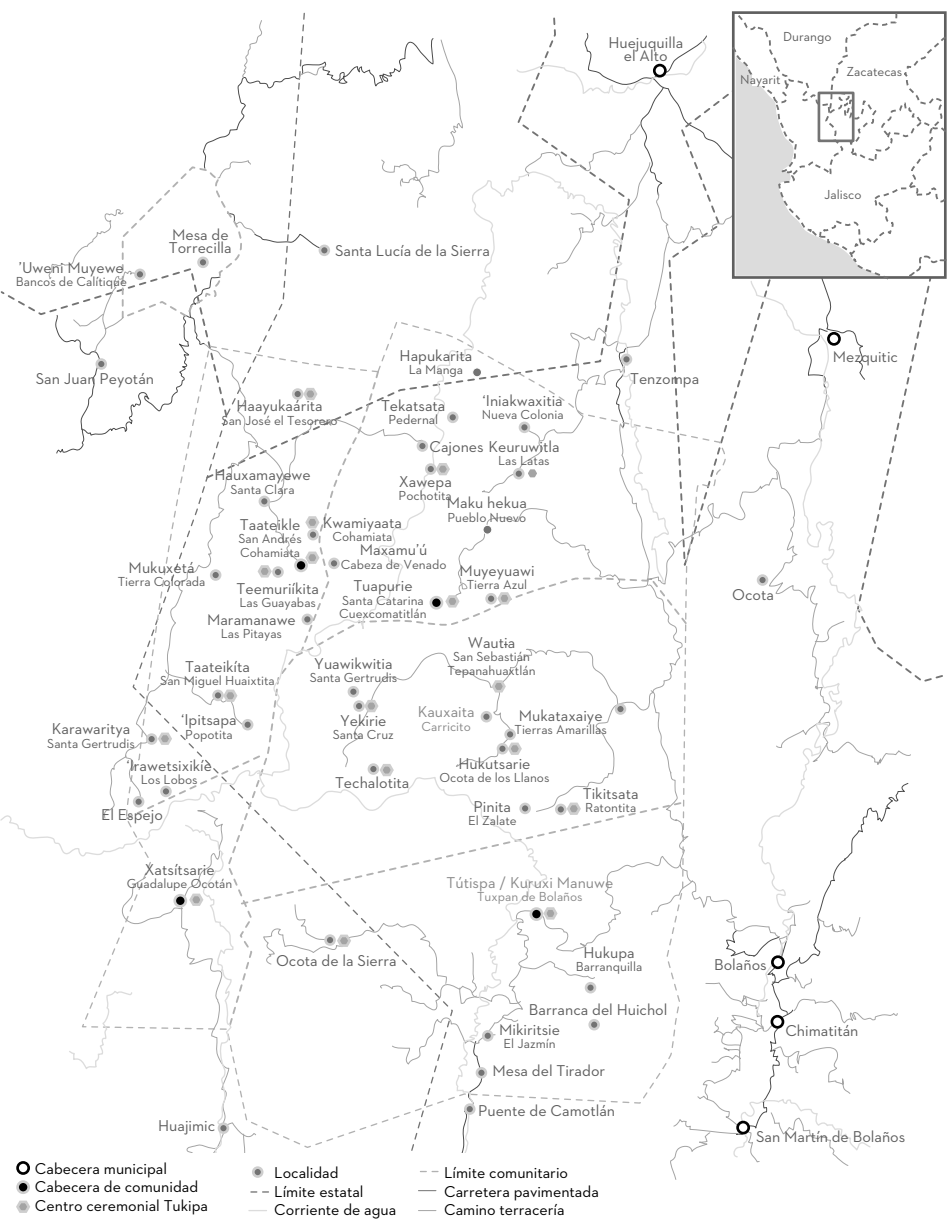 Huejuquilla
el Alto
Durango
Zacatecas
Nayarit
Jalisco
Mesa de
Torrecilla
Santa Lucía de la Sierra
'Uweni Muyewe
Bancos de Calítique
San Juan Peyotán
Mezquitic
Hapukarita
La Manga
Tenzompa
Haayukaárita
San José el Tesorero
Tekatsata
Pedernal
'Iniakwaxitia
Nueva Colonia
Cajones
Keuruwitla
Las Latas
Xawepa
Pochotita
Hauxamayewe
Santa Clara
Maku hekua
Pueblo Nuevo
Taateikle
San Andrés
Cohamiata
Kwamiyaata
Cohamiata
Maxamu'ú
Cabeza de Venado
Mukuxetá
Tierra Colorada
Teemuriíkita
Las Guayabas
Tuapurie
Santa Catarina
Cuexcomatitlán
Muyeyuawi
Tierra Azul
Ocota
Maramanawe
Las Pitayas
Wautia
San Sebastián
Tepanahuaxtlán
Taateikíta
San Miguel Huaixtita
Yuawikwitia
Santa Gertrudis
Karawaritya
Santa Gertrudis
'Ipitsapa
Popotita
Yekirie
Santa Cruz
Kauxaita
Carricito
Mukataxaiye
Tierras Amarillas
'Irawetsixikie
Los Lobos
Techalotita
Hukutsarie
Ocota de los Llanos
El Espejo
Pinita
El Zalate
Tikitsata
Ratontita
Xatsítsarie
Guadalupe Ocotán
Tútispa / Kuruxi Manuwe
Tuxpan de Bolaños
Ocota de la Sierra
Hukupa
Barranquilla
Bolaños
Barranca del Huichol
Chimatitán
Mikiritsie
El Jazmín
Mesa del Tirador
Puente de Camotlán
Huajimic
San Martín de Bolaños
Cabecera municipal
Cabecera de comunidad
Centro ceremonial Tukipa
Localidad
Límite estatal
Corriente de agua
Límite comunitario
Carretera pavimentada
Camino terracería